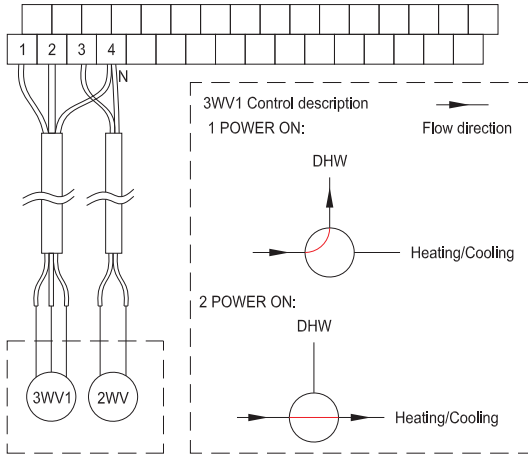 1 2 3 4
N
3WV1 Control description
Flow direction
1 POWER ON:
DHW
Heating/Cooling
2 POWER ON:
DHW
Heating/Cooling
3WV1 2WV